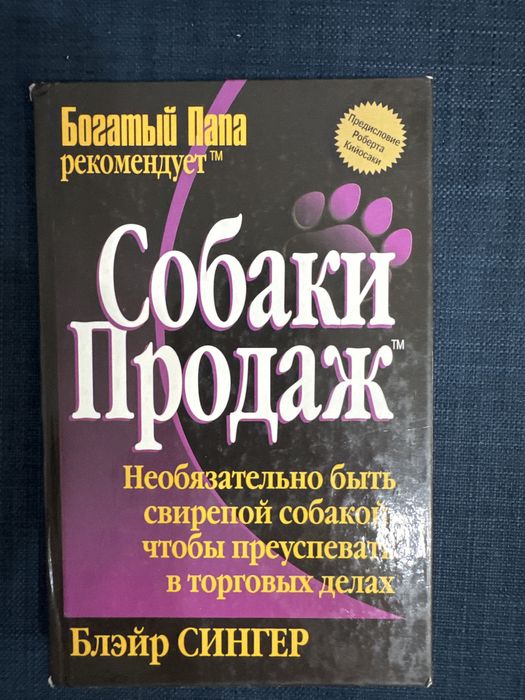 Богатый Папа
рекомендует™
Предисловие
Роберта
Кийосаки
Собаки
Продаж™
Необязательно быть
свирепой собакой,
чтобы преуспевать
в торговых делах
Блэйр СИНГЕР